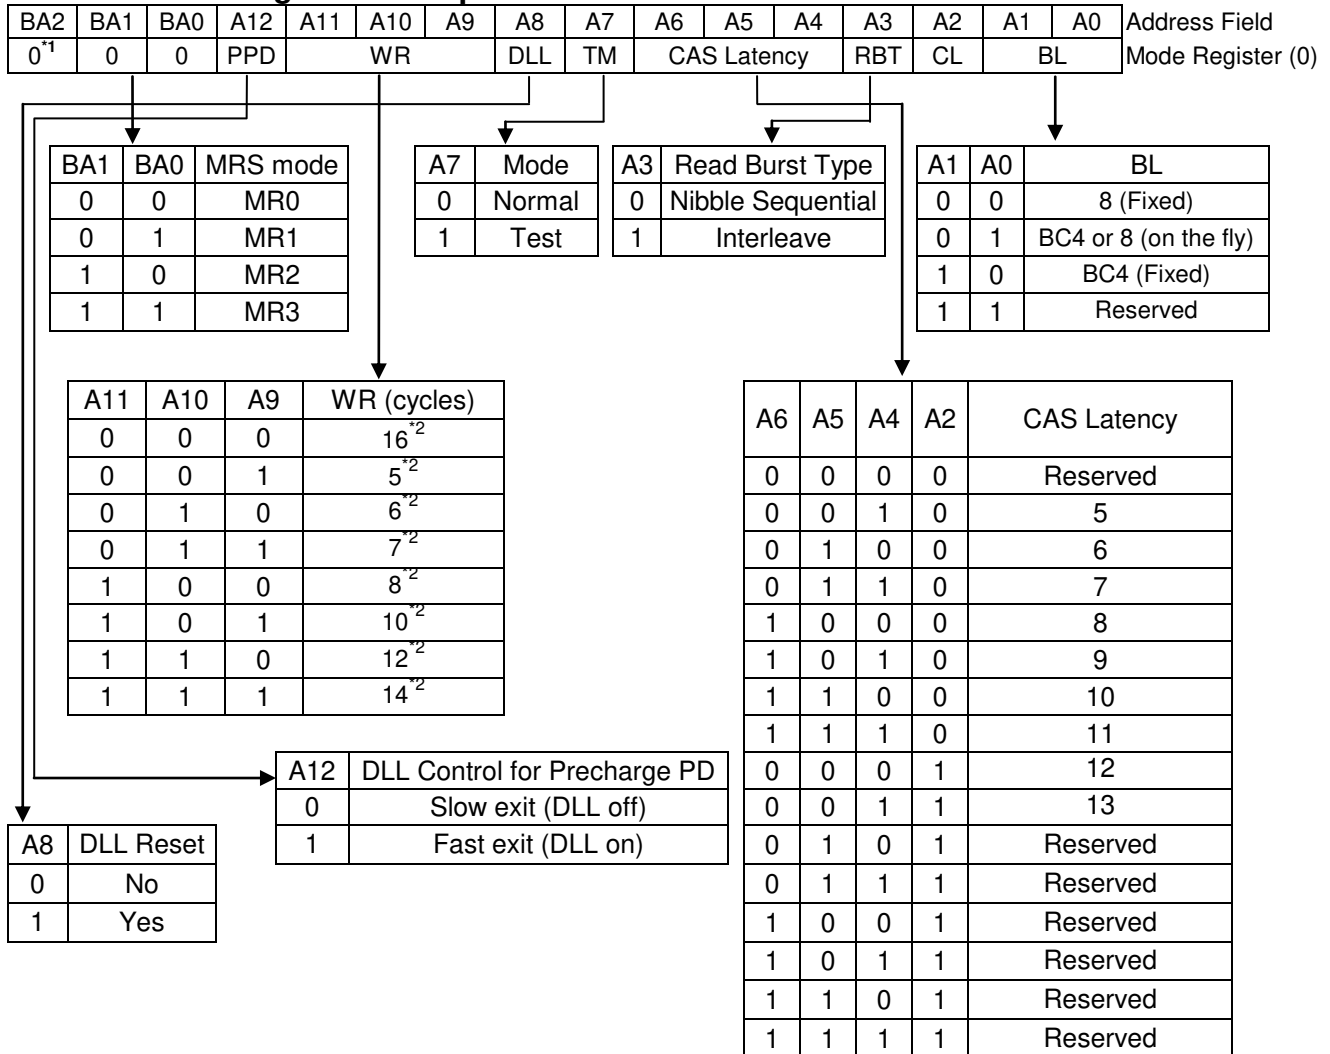 BA2 BA1 BA0 A12 A11 A10 A9 A8 A7 A6 A5 A4 A3 A2 A1 A0 Address Field
0*1 0 0 PPD WR DLL TM CAS Latency RBT CL BL Mode Register (0)
BA1 BA0 MRS mode
0 0 MR0
0 1 MR1
1 0 MR2
1 1 MR3
A7 Mode
0 Normal
1 Test
A3 Read Burst Type
0 Nibble Sequential
1 Interleave
A1 A0 BL
0 0 8 (Fixed)
0 1 BC4 or 8 (on the fly)
1 0 BC4 (Fixed)
1 1 Reserved
A11 A10 A9 WR (cycles)
0 0 0 16*2
0 0 1 5*2
0 1 0 6*2
0 1 1 7*2
1 0 0 8*2
1 0 1 10*2
1 1 0 12*2
1 1 1 14*2
A6 A5 A4 A2 CAS Latency
0 0 0 0 Reserved
0 0 1 0 5
0 1 0 0 6
0 1 1 0 7
1 0 0 0 8
1 0 1 0 9
1 1 0 0 10
1 1 1 0 11
0 0 0 1 12
0 0 1 1 13
0 1 0 1 Reserved
0 1 1 1 Reserved
1 0 0 1 Reserved
1 0 1 1 Reserved
1 1 0 1 Reserved
1 1 1 1 Reserved
A12 DLL Control for Precharge PD
0 Slow exit (DLL off)
1 Fast exit (DLL on)
A8 DLL Reset
0 No
1 Yes